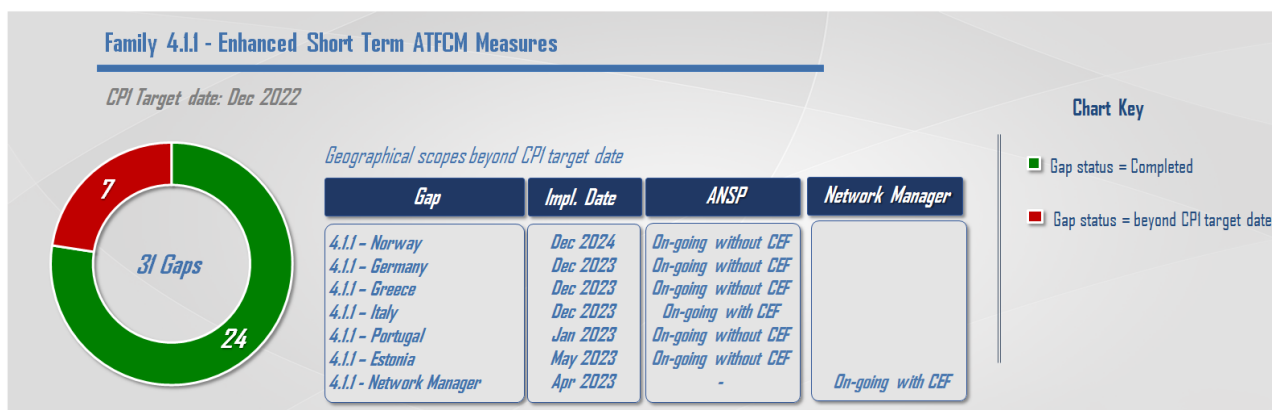 Family 4.1.1 - Enhanced Short Term ATFCM Measures
CP1 Target date: Dec 2022
Chart Key
Gap status = Completed
Gap status = beyond CP1 target date
7
31 Gaps
24
Geographical scopes beyond CP1 target date
Gap Impl. Date ANSP Network Manager
4.1.1 – Norway Dec 2024 On-going without CEF
4.1.1 – Germany Dec 2023 On-going without CEF
4.1.1 – Greece Dec 2023 On-going without CEF
4.1.1 – Italy Dec 2023 On-going with CEF
4.1.1 – Portugal Jan 2023 On-going without CEF
4.1.1 – Estonia May 2023 On-going without CEF
4.1.1 - Network Manager Apr 2023 - On-going with CEF